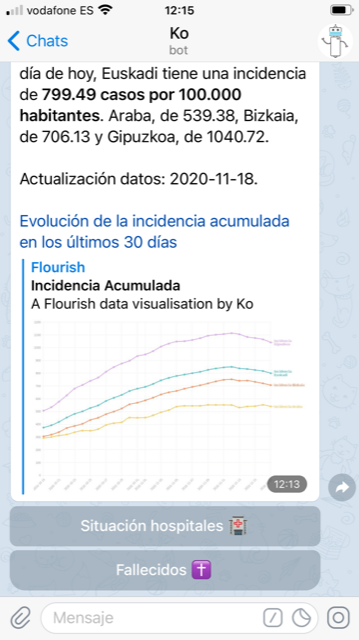 vodafone ES
12:15
Chats
Ko
bot
día de hoy, Euskadi tiene una incidencia
de 799.49 casos por 100.000
habitantes. Araba, de 539.38, Bizkaia,
de 706.13 y Gipuzkoa, de 1040.72.
Actualización datos: 2020-11-18.
Evolución de la incidencia acumulada
en los últimos 30 días
Flourish
Incidencia Acumulada
A Flourish data visualisation by Ko
12:13
Situación hospitales
Fallecidos
Mensaje